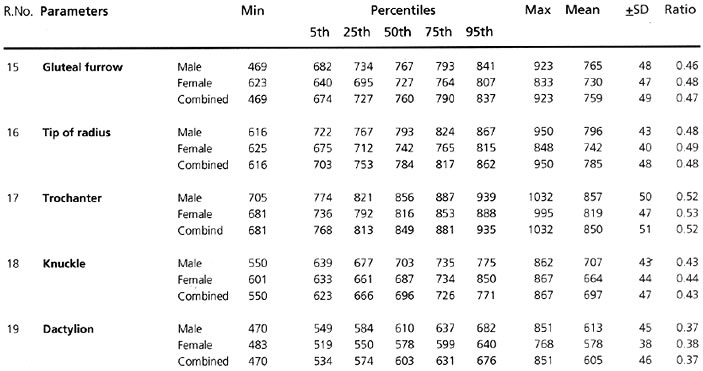 R.No. Parameters Min Percentiles Max Mean ±SD Ratio
5th 25th 50th 75th 95th
15 Gluteal furrow Male 469 682 734 767 793 841 923 765 48 0.46
Female 623 640 695 727 764 807 833 730 47 0.48
Combined 469 674 727 760 790 837 923 759 49 0.47
16 Tip of radius Male 616 722 767 793 824 867 950 796 43 0.48
Female 625 675 712 742 765 815 848 742 40 0.49
Combined 616 703 753 784 817 862 950 785 48 0.48
17 Trochanter Male 705 774 821 856 887 939 1032 857 50 0.52
Female 681 736 792 816 853 888 995 819 47 0.53
Combind 681 768 813 849 881 935 1032 850 51 0.52
18 Knuckle Male 550 639 677 703 735 775 862 707 43 0.43
Female 601 633 661 687 734 850 867 664 44 0.44
Combined 550 623 666 696 726 771 867 697 47 0.43
19 Dactylion Male 470 549 584 610 637 682 851 613 45 0.37
Female 483 519 550 578 599 640 768 578 38 0.38
Combined 470 534 574 603 631 676 851 605 46 0.37